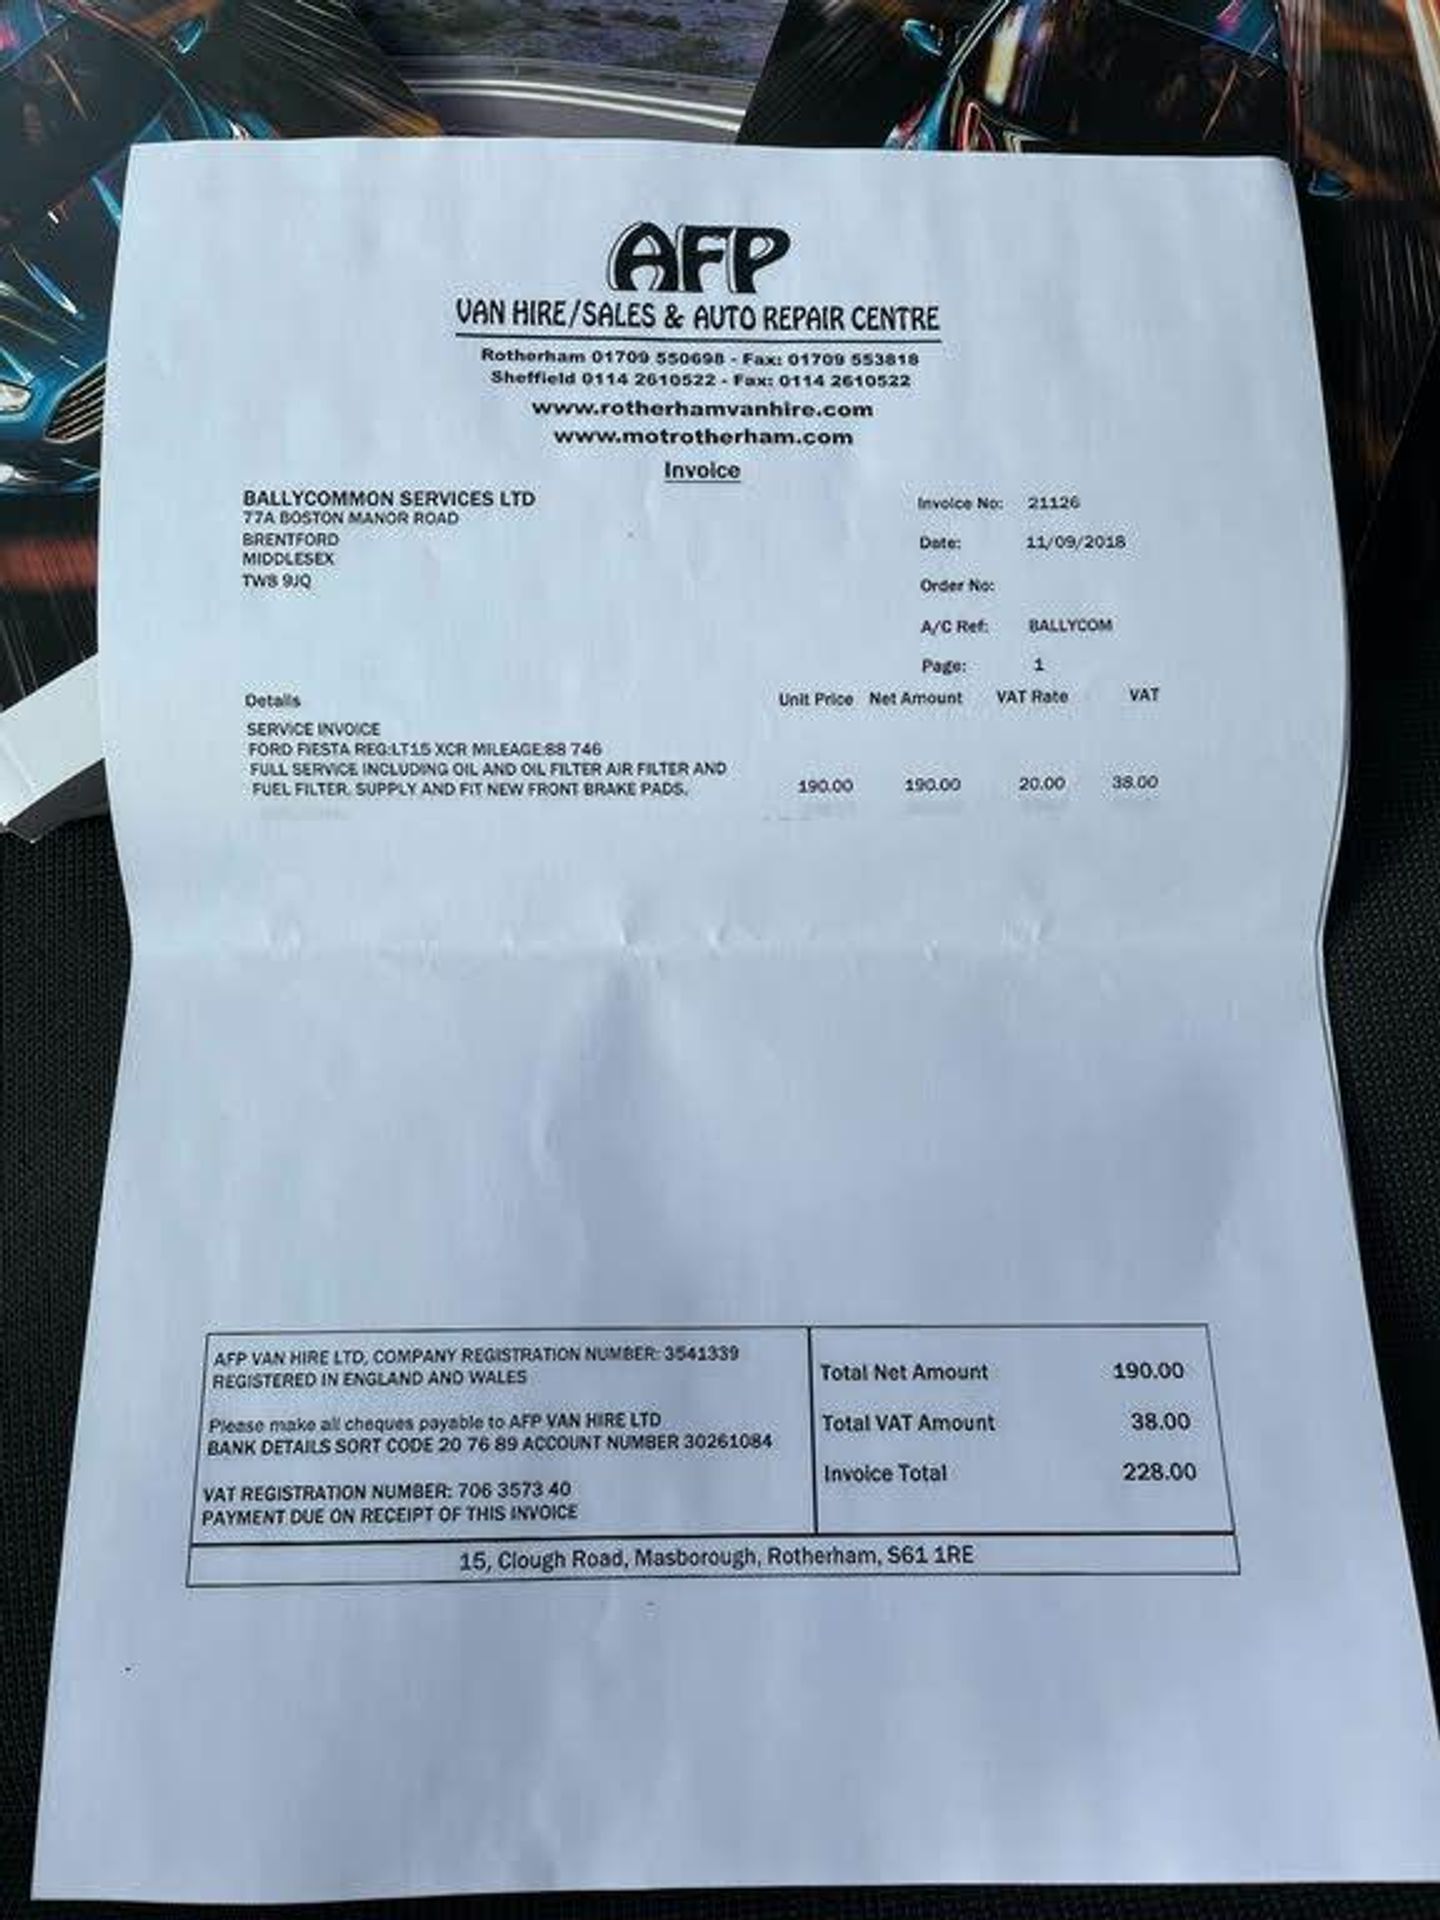 AFP
VAN HIRE/SALES & AUTO REPAIR CENTRE
Rotherham 01709 550698 - Fax: 01709 553818
Sheffield 0114 2610522 - Fax: 0114 2610522
www.rotherhamvanhire.com
www.motrotherham.com
Invoice
BALLYCOMMON SERVICES LTD
77A BOSTON MANOR ROAD
BRENTFORD
MIDDLESEX
TW8 9JQ
Invoice No: 21126
Date: 11/09/2018
Order No:
A/C Ref: BALLYCOM
Page: 1
Details Unit Price Net Amount VAT Rate VAT
SERVICE INVOICE
FORD FIESTA REG:LT15 XCR MILEAGE:88 746
FULL SERVICE INCLUDING OIL AND OIL FILTER AIR FILTER AND
FUEL FILTER. SUPPLY AND FIT NEW FRONT BRAKE PADS. 190.00 190.00 20.00 38.00
AFP VAN HIRE LTD, COMPANY REGISTRATION NUMBER: 3541339
REGISTERED IN ENGLAND AND WALES
Please make all cheques payable to AFP VAN HIRE LTD
BANK DETAILS SORT CODE 20 76 89 ACCOUNT NUMBER 30261084
VAT REGISTRATION NUMBER: 706 3573 40
PAYMENT DUE ON RECEIPT OF THIS INVOICE
Total Net Amount 190.00
Total VAT Amount 38.00
Invoice Total 228.00
15, Clough Road, Masborough, Rotherham, S61 1RE